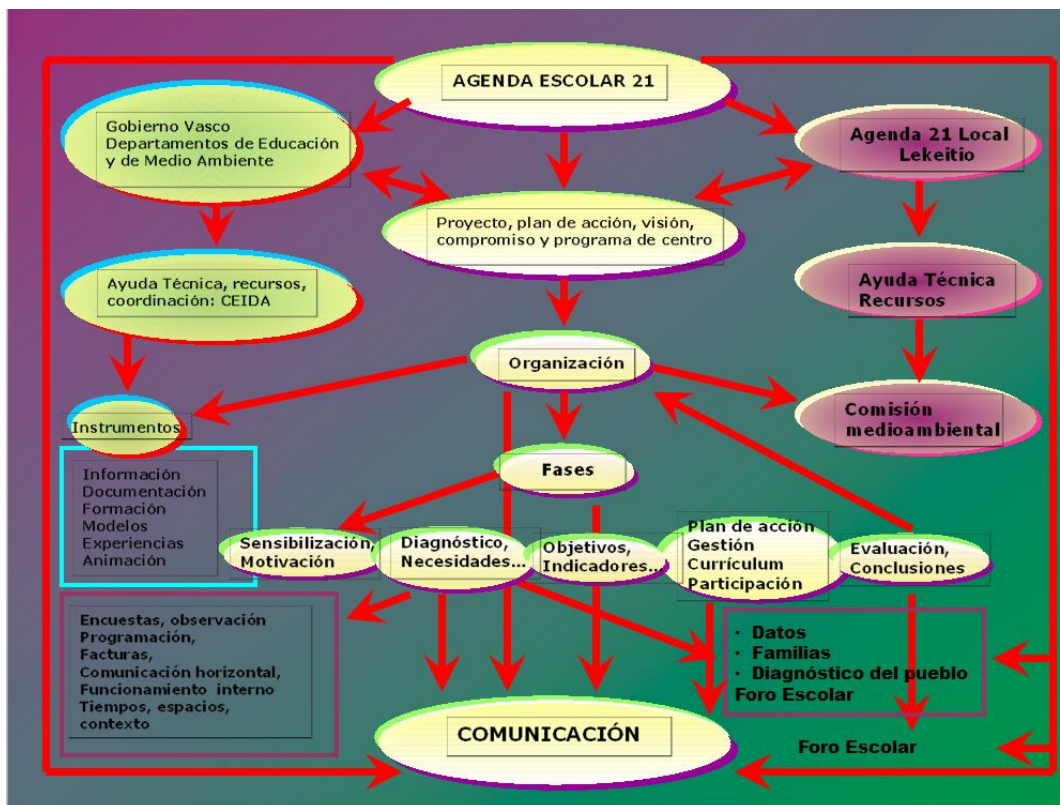 AGENDA ESCOLAR 21
Gobierno Vasco
Departamentos de Educación
y de Medio Ambiente
Agenda 21 Local
Lekeitio
Proyecto, plan de acción, visión,
compromiso y programa de centro
Ayuda Técnica, recursos,
coordinación: CEIDA
Ayuda Técnica
Recursos
Organización
Instrumentos
Comisión
medioambiental
Información
Documentación
Formación
Modelos
Experiencias
Animación
Fases
Sensibilización,
Motivación
Diagnóstico,
Necesidades...
Objetivos,
Indicadores...
Plan de acción
Gestión
Currículum
Participación
Evaluación,
Conclusiones
Encuestas, observación
Programación,
Facturas,
Comunicación horizontal,
Funcionamiento interno
Tiempos, espacios,
contexto
· Datos
· Familias
· Diagnóstico del pueblo
Foro Escolar
COMUNICACIÓN
Foro Escolar